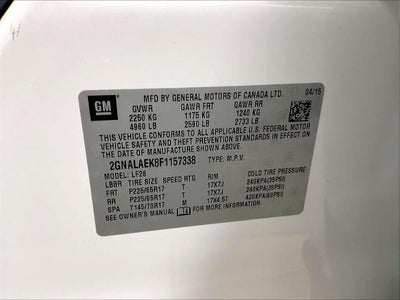 GM
MFD BY GENERAL MOTORS OF CANADA LTD.
04/15
GVWR GAWR FRT GAWR RR
2250 KG 1175 KG 1240 KG
4960 LB 2590 LB 2733 LB
THIS VEHICLE CONFORMS TO ALL APPLICABLE U.S. FEDERAL MOTOR
VEHICLE SAFETY, BUMPER, AND THEFT PREVENTION STANDARDS IN EFFECT
ON THE DATE OF MANUFACTURE SHOWN ABOVE.
2GNALAEK8F1157338 TYPE: M.P.V.
MODEL: LF26
LBBR TIRE SIZE SPEED RTG RIM COLD TIRE PRESSURE
FRT P225/65R17 T 17X7J 240KPA(35PSI)
RR P225/65R17 T 17X7J 240KPA(35PSI)
SPA T145/70R17 M 17X4.5T 420KPA(60PSI)
SEE OWNER'S MANUAL FOR ADDITIONAL INFORMATION.